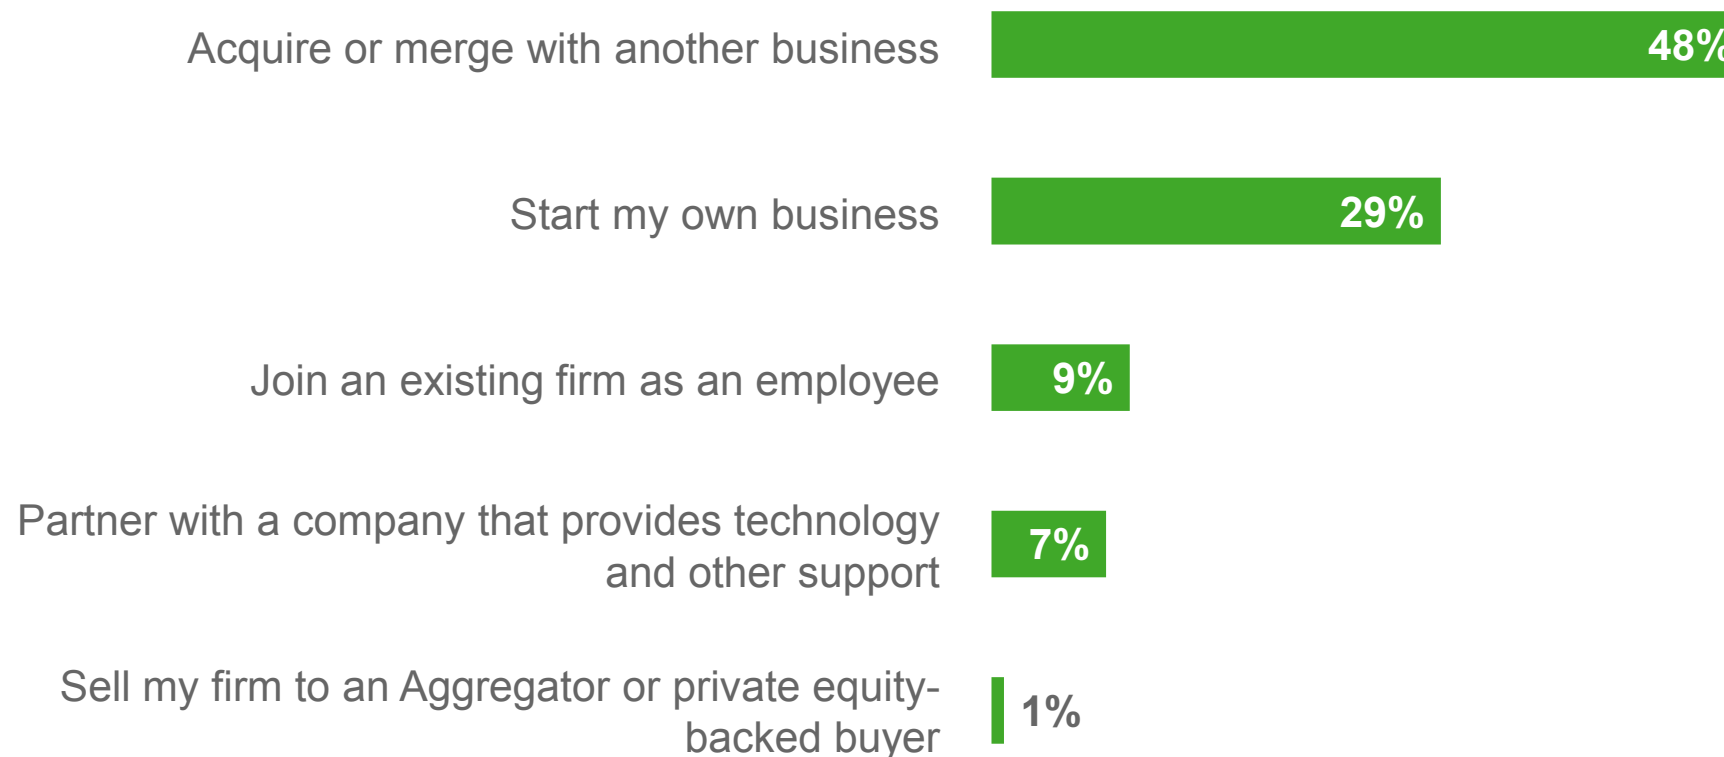 Acquire or merge with another business 48%
Start my own business 29%
Join an existing firm as an employee 9%
Partner with a company that provides technology
and other support
7%
Sell my firm to an Aggregator or private equity-
backed buyer
1%